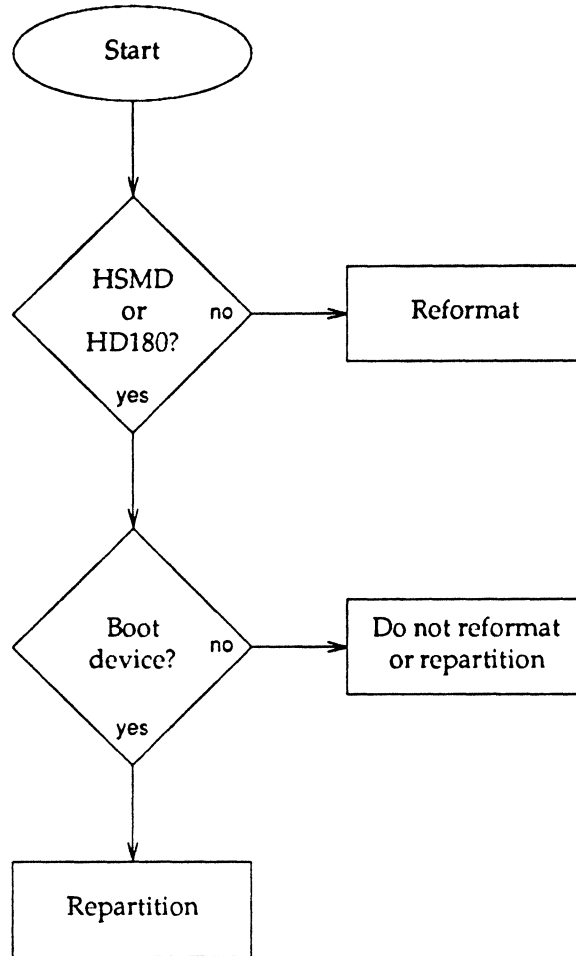 Start
HSMD
or
HD180?
no
yes
Reformat
Boot
device?
no
yes
Do not reformat
or repartition
Repartition